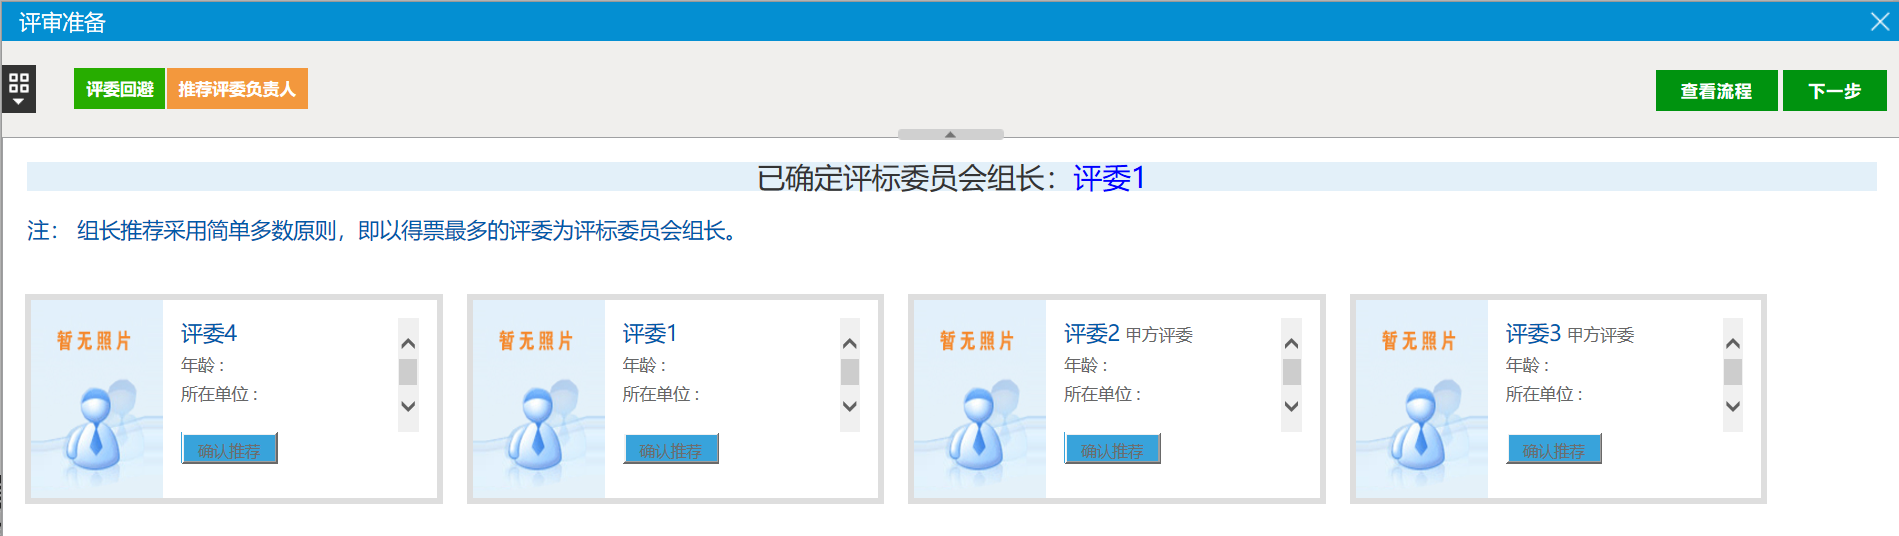 评审准备
评委回避 推荐评委负责人 查看流程 下一步
已确定评标委员会组长：评委1
注： 组长推荐采用简单多数原则，即以得票最多的评委为评标委员会组长。
暂无照片
评委4
年龄：
所在单位：
确认推荐
暂无照片
评委1
年龄：
所在单位：
确认推荐
暂无照片
评委2 甲方评委
年龄：
所在单位：
确认推荐
暂无照片
评委3 甲方评委
年龄：
所在单位：
确认推荐